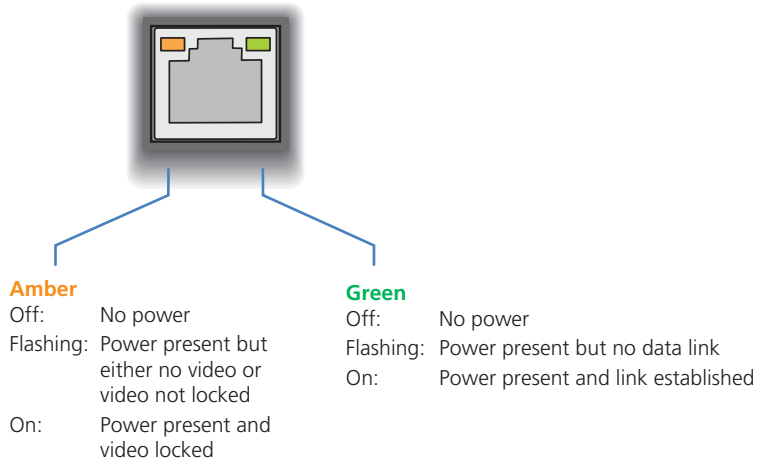 Amber
Off: No power
Flashing: Power present but
either no video or
video not locked
On: Power present and
video locked
Green
Off: No power
Flashing: Power present but no data link
On: Power present and link established